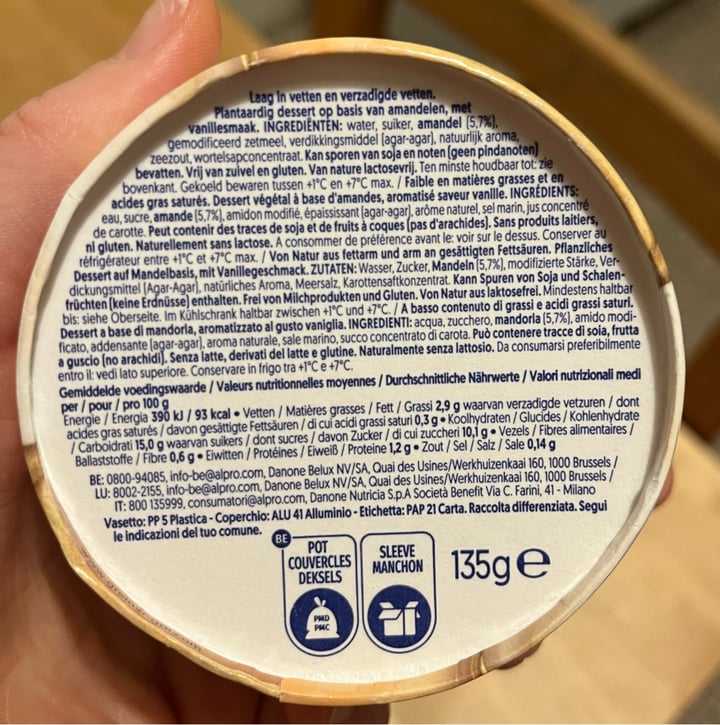 Laag in vetten en verzadigde vetten.
Plantaardig dessert op basis van amandelen, met
vanillesmaak. INGREDIËNTEN: water, suiker, amandel (5,7%),
gemodificeerd zetmeel, verdikkingsmiddel (agar-agar), natuurlijk aroma,
zeezout, wortelsapconcentraat. Kan sporen van soja en noten (geen pindanoten)
bevatten. Vrij van zuivel en gluten. Van nature lactosevrij. Ten minste houdbaar tot: zie
bovenkant. Gekoeld bewaren tussen +1°C en +7°C max. / Faible en matières grasses et en
acides gras saturés. Dessert végétal à base d'amandes, aromatisé saveur vanille. INGRÉDIENTS:
eau, sucre, amande (5,7%), amidon modifié, épaississant (agar-agar), arôme naturel, sel marin, jus concentré
de carotte. Peut contenir des traces de soja et de fruits à coques (pas d'arachides). Sans produits laitiers,
ni gluten. Naturellement sans lactose. A consommer de préférence avant le: voir sur le dessus. Conserver au
réfrigérateur entre +1°C et +7°C max. / Von Natur aus fettarm und arm an gesättigten Fettsäuren. Pflanzliches
Dessert auf Mandelbasis, mit Vanillegeschmack. ZUTATEN: Wasser, Zucker, Mandeln (5,7%), modifizierte Stärke, Ver-
dickungsmittel (Agar-Agar), natürliches Aroma, Meersalz, Karottensaftkonzentrat. Kann Spuren von Soja und Schalen-
früchten (keine Erdnüsse) enthalten. Frei von Milchprodukten und Gluten. Von Natur aus laktosefrei. Mindestens haltbar
bis: siehe Oberseite. Im Kühlschrank haltbar zwischen +1°C und +7°C. / A basso contenuto di grassi e acidi grassi saturi.
Dessert a base di mandorla, aromatizzato al gusto vaniglia. INGREDIENTI: acqua, zucchero, mandorla (5,7%), amido modi-
ficato, addensante (agar-agar), aroma naturale, sale marino, succo concentrato di carota. Può contenere tracce di soia, frutta
a guscio (no arachidi). Senza latte, derivati del latte e glutine. Naturalmente senza lattosio. Da consumarsi preferibilmente
entro il: vedi lato superiore. Conservare in frigo tra +1°C e +7°C.
Gemiddelde voedingswaarde / Valeurs nutritionnelles moyennes / Durchschnittliche Nährwerte / Valori nutrizionali medi
per / pour / pro 100 g
Energie / Energia 390 kJ / 93 kcal • Vetten / Matières grasses / Fett / Grassi 2,9 g waarvan verzadigde vetzuren / dont
acides gras saturés / davon gesättigte Fettsäuren / di cui acidi grassi saturi 0,3 g • Koolhydraten / Glucides / Kohlenhydrate
/ Carboidrati 15,0 g waarvan suikers / dont sucres / davon Zucker / di cui zuccheri 10,1 g • Vezels / Fibres alimentaires /
Ballaststoffe / Fibre 0,6 g • Eiwitten / Protéines / Eiweiß / Proteine 1,2 g • Zout / Sel / Salz / Sale 0,14 g
BE: 0800-94085, info-be@alpro.com, Danone Belux NV/SA, Quai des Usines/Werkhuizenkaai 160, 1000 Brussels /
LU: 8002-2155, info-be@alpro.com, Danone Belux NV/SA, Quai des Usines/Werkhuizenkaai 160, 1000 Brussels /
IT: 800 135999, consumatori@alpro.com, Danone Nutricia S.p.A Società Benefit Via C. Farini, 41 - Milano
Vasetto: PP 5 Plastica - Coperchio: ALU 41 Alluminio - Etichetta: PAP 21 Carta. Raccolta differenziata. Segui
le indicazioni del tuo comune.
BE
POT
COUVERCLES
DEKSELS
PMD
PMC
SLEEVE
MANCHON
135g e